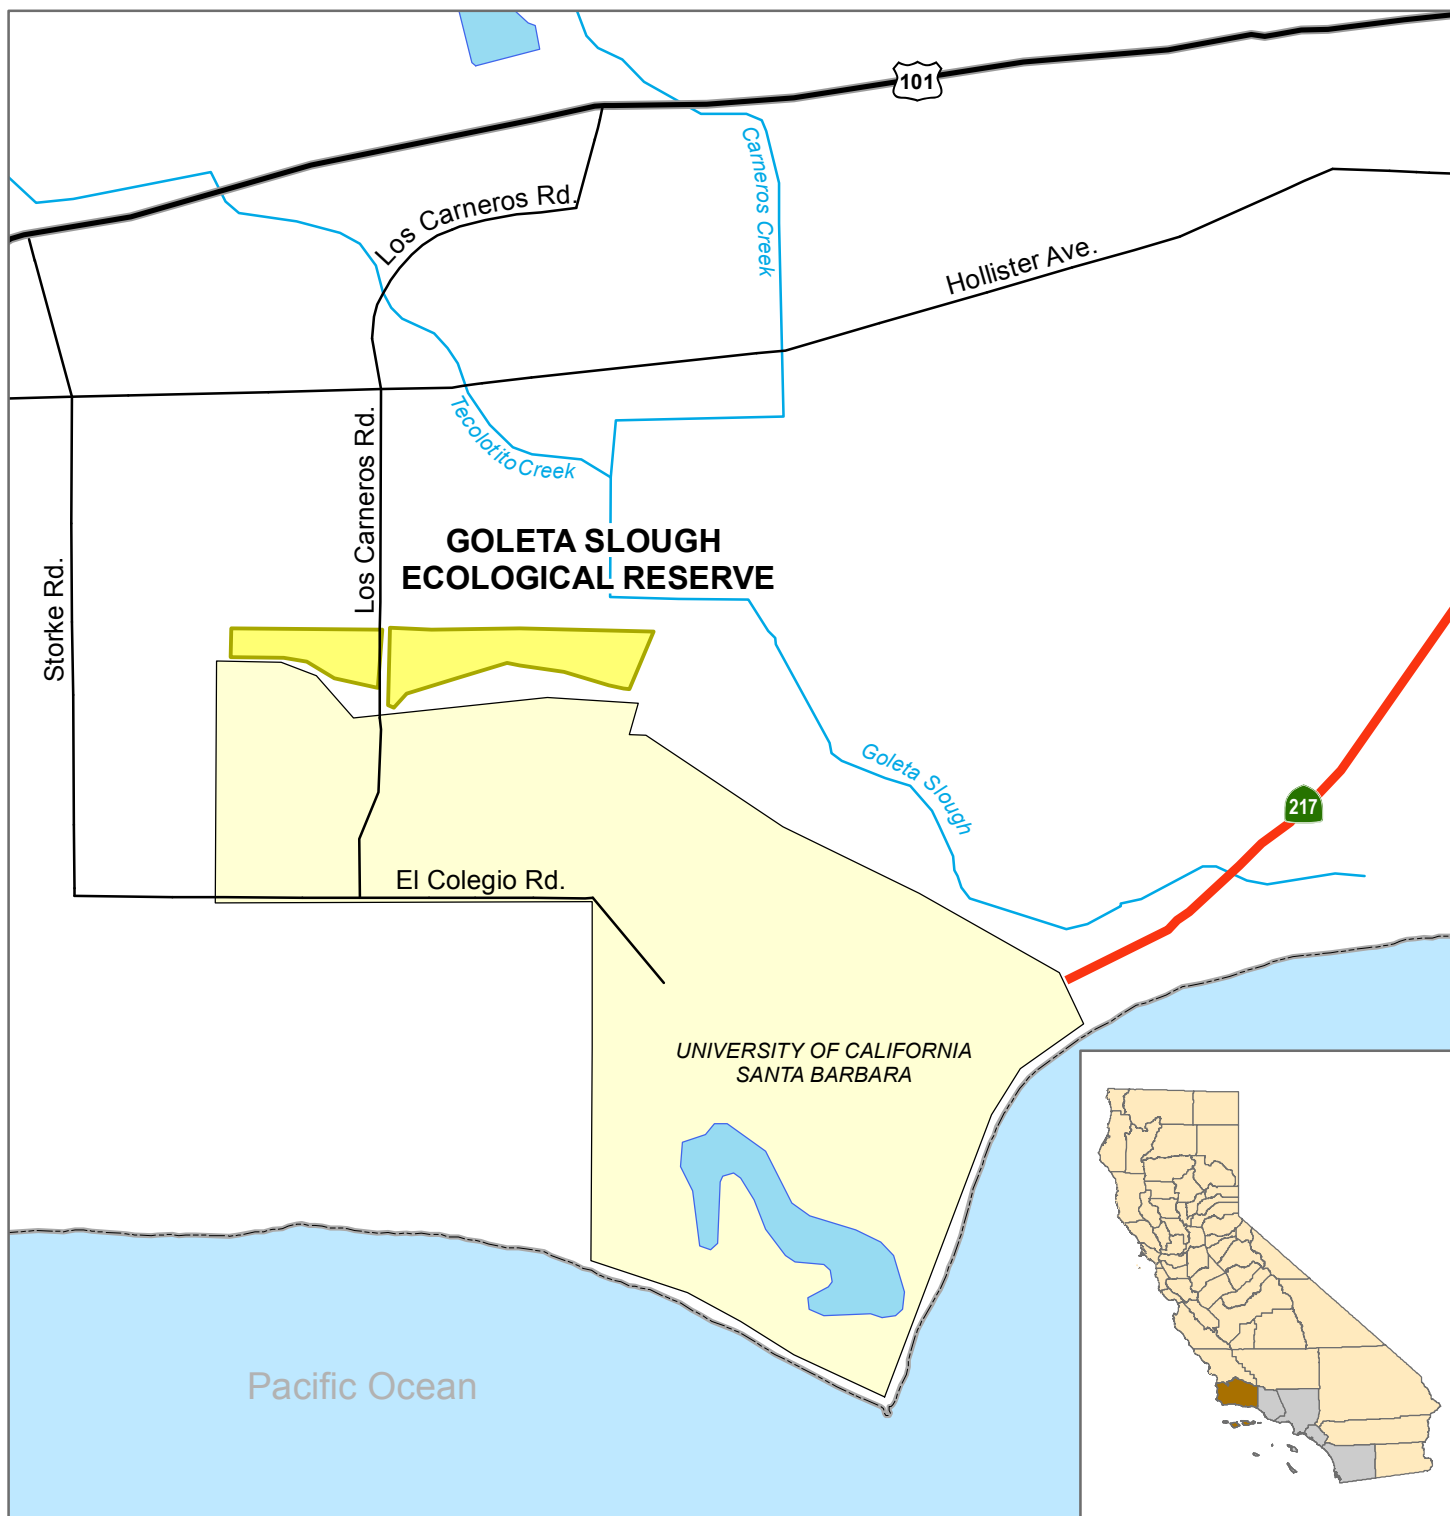 101
Carneros Creek
Los Carneros Rd.
Hollister Ave.
Tecolotito Creek
Los Carneros Rd.
GOLETA SLOUGH
ECOLOGICAL RESERVE
Storke Rd.
Goleta Slough
217
El Colegio Rd.
UNIVERSITY OF CALIFORNIA
SANTA BARBARA
Pacific Ocean